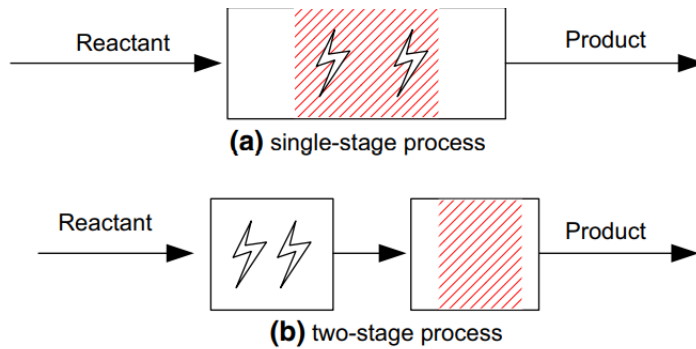 Reactant
Product
(a) single-stage process
Reactant
Product
(b) two-stage process